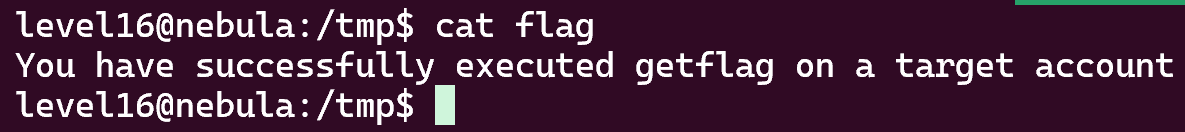 level16@nebula:/tmp$ cat flag
You have successfully executed getflag on a target account
level16@nebula:/tmp$